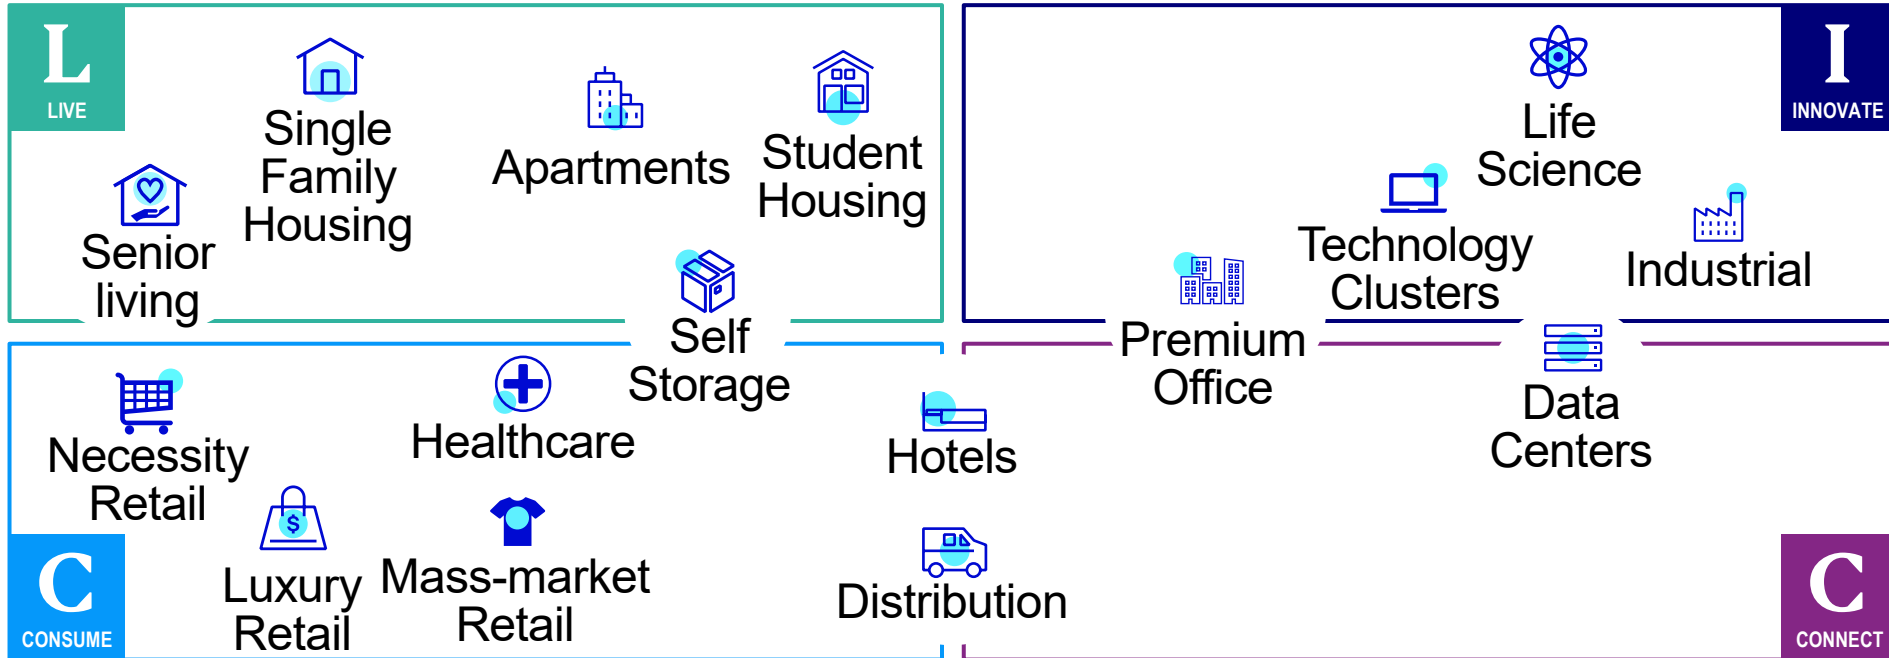 L
LIVE
Single
Family
Housing
Apartments
Student
Housing
Senior
living
Self
Storage
I
INNOVATE
Life
Science
Technology
Clusters
Industrial
Premium
Office
Data
Centers
Necessity
Retail
Healthcare
Hotels
$
Luxury
Retail
Mass-market
Retail
Distribution
C
CONSUME
C
CONNECT